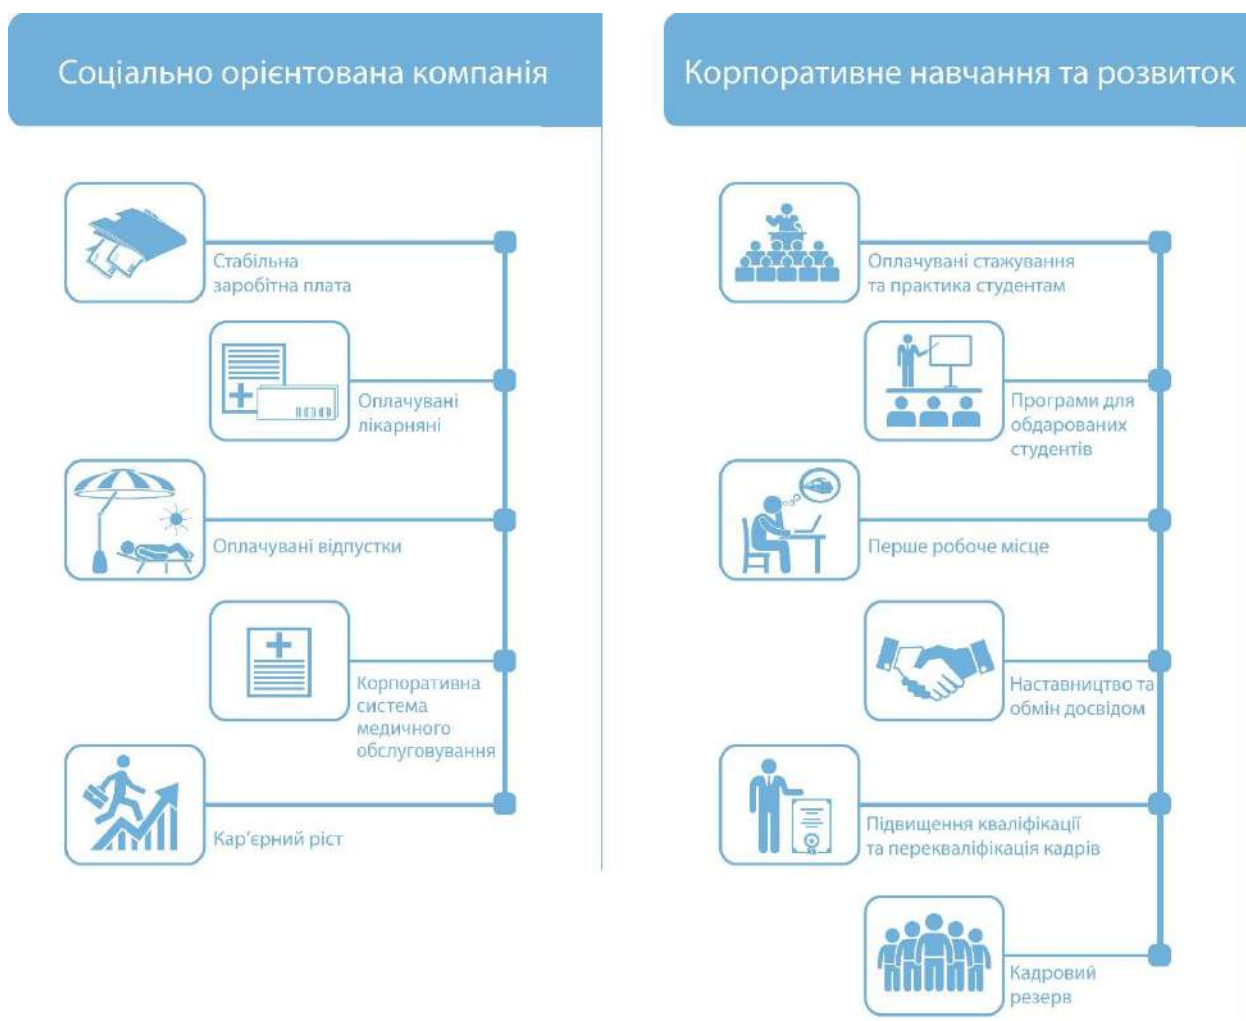 Соціально орієнтована компанія
Стабільна
заробітна плата
Оплачувані
лікарняні
Оплачувані відпустки
Корпоративна
система
медичного
обслуговування
Кар’єрний ріст
Корпоративне навчання та розвиток
Оплачувані стажування
та практика студентам
Програми для
обдарованих
студентів
Перше робоче місце
Наставництво та
обмін досвідом
Підвищення кваліфікації
та перекваліфікація кадрів
Кадровий
резерв